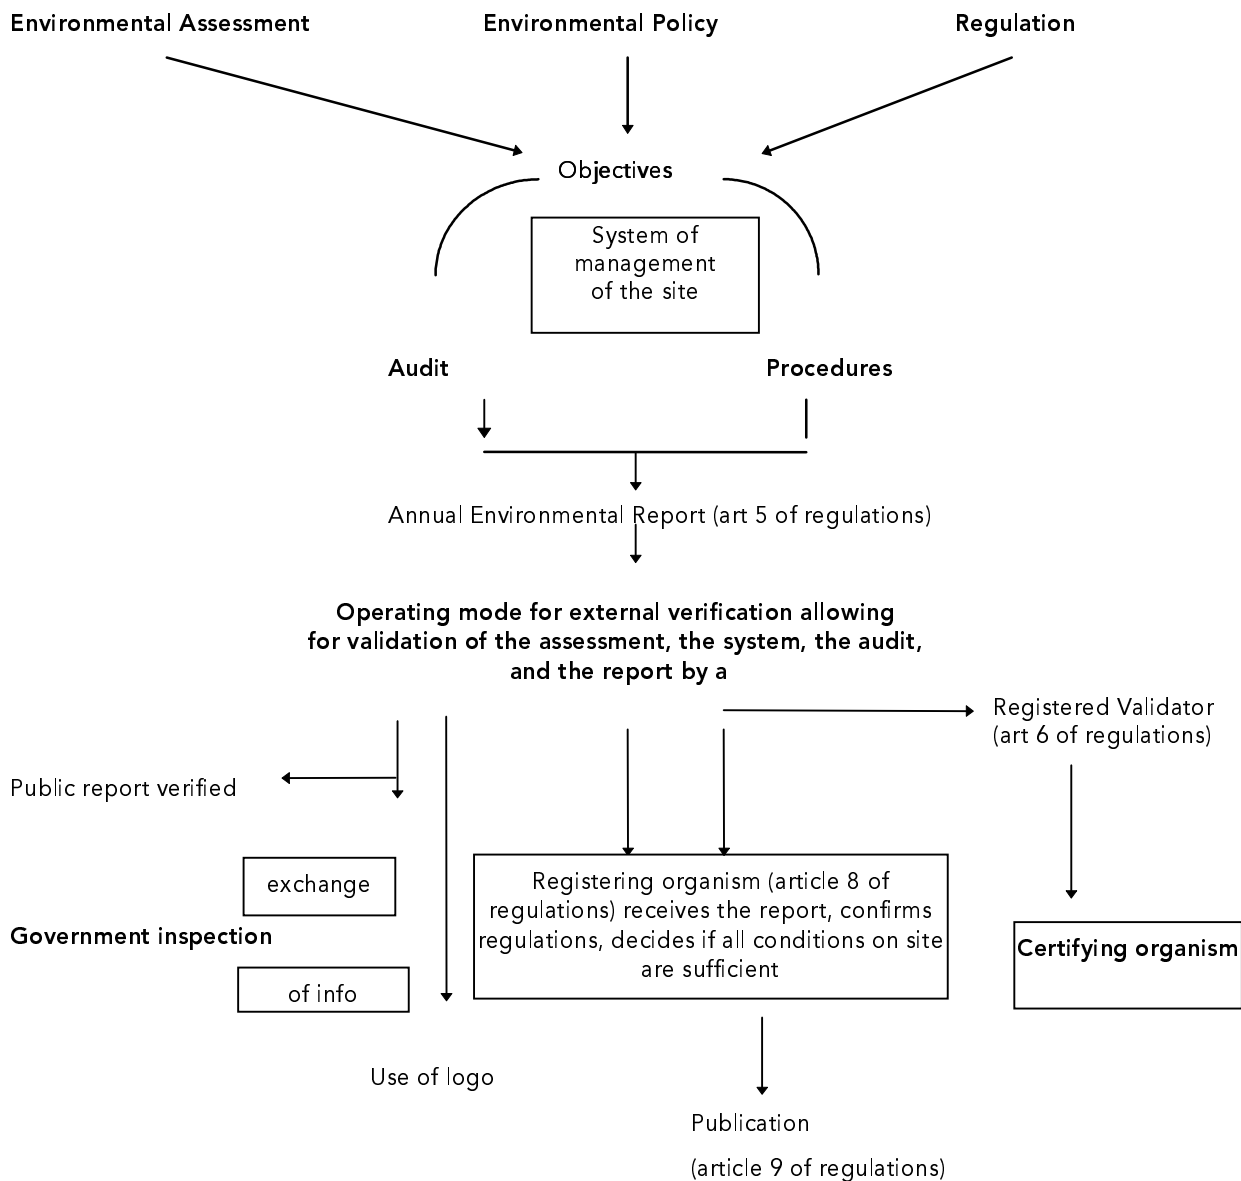 Environmental Assessment
Environmental Policy
Regulation
Objectives
System of
management
of the site
Audit
Procedures
Annual Environmental Report (art 5 of regulations)
Operating mode for external verification allowing
for validation of the assessment, the system, the audit,
and the report by a
Registered Validator
(art 6 of regulations)
Public report verified
exchange
Registering organism (article 8 of
regulations) receives the report, confirms
regulations, decides if all conditions on site
are sufficient
Government inspection
Certifying organism
of info
Use of logo
Publication
(article 9 of regulations)